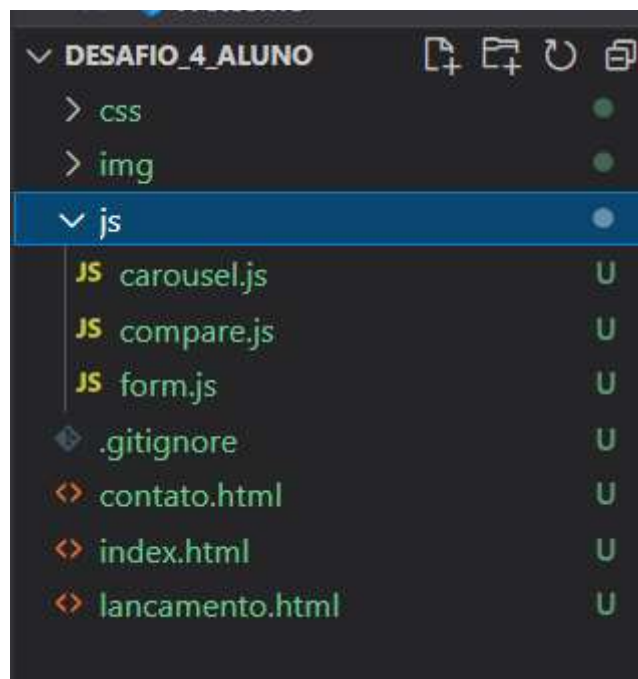 DESAFIO_4_ALUNO
css
img
js
JS carousel.js U
JS compare.js U
JS form.js U
.gitignore U
contato.html U
index.html U
lancamento.html U